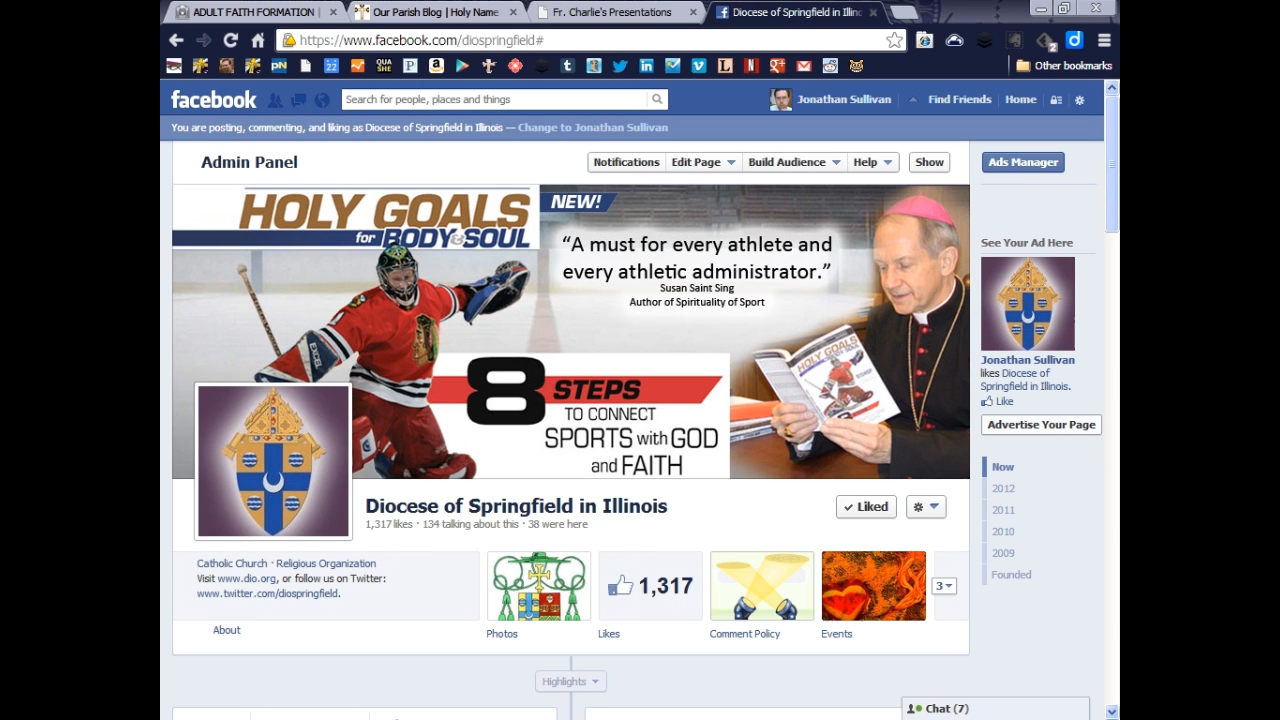 ADULT FAITH FORMATION |
Our Parish Blog | Holy Name
Fr. Charlie's Presentations
Diocese of Springfield in Illino
https://www.facebook.com/diospringfield#
2
QUA
SHE
Other bookmarks
facebook
Search for people, places and things
Jonathan Sullivan
Find Friends
Home
You are posting, commenting, and liking as Diocese of Springfield in Illinois — Change to Jonathan Sullivan
Admin Panel
Notifications
Edit Page
Build Audience
Help
Show
Ads Manager
HOLY GOALS
for BODY & SOUL
NEW!
“A must for every athlete and
every athletic administrator.”
Susan Saint Sing
Author of Spirituality of Sport
HOLY GOALS
8 STEPS
TO CONNECT
SPORTS with GOD
and FAITH
See Your Ad Here
Jonathan Sullivan
likes Diocese of
Springfield in Illinois.
Like
Advertise Your Page
Now
2012
2011
2010
2009
Founded
Diocese of Springfield in Illinois
1,317 likes · 134 talking about this · 38 were here
Liked
Catholic Church · Religious Organization
Visit www.dio.org, or follow us on Twitter:
www.twitter.com/diospringfield.
About
1,317
3
Photos
Likes
Comment Policy
Events
Highlights
Chat (7)